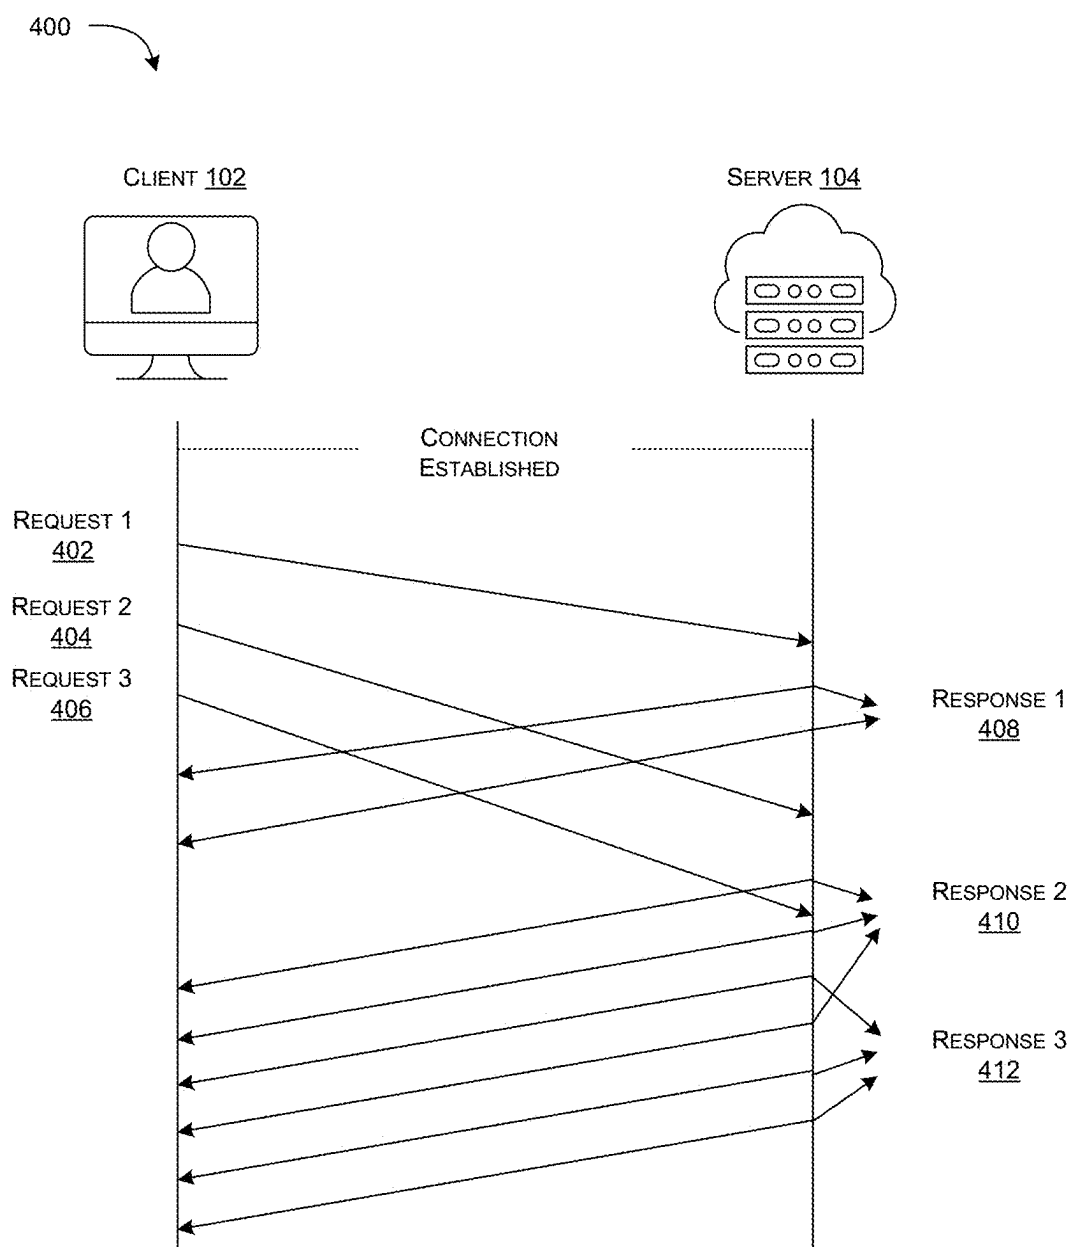 400
CLIENT 102
SERVER 104
CONNECTION
ESTABLISHED
REQUEST 1
402
REQUEST 2
404
REQUEST 3
406
RESPONSE 1
408
RESPONSE 2
410
RESPONSE 3
412